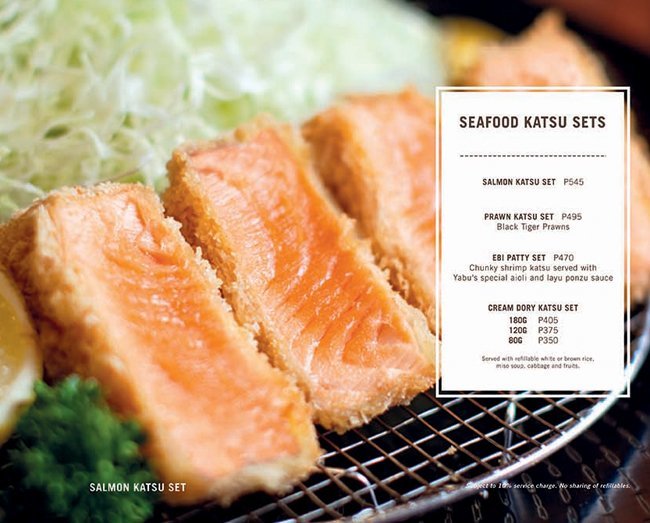 SEAFOOD KATSU SETS
SALMON KATSU SET P545
PRAWN KATSU SET P495
Black Tiger Prawns
EBI PATTY SET P470
Chunky shrimp katsu served with
Yabu's special aioli and layu ponzu sauce
CREAM DORY KATSU SET
180G P405
120G P375
80G P350
Served with refillable white or brown rice,
miso soup, cabbage and fruits.
SALMON KATSU SET
Subject to 10% service charge. No sharing of refillables.